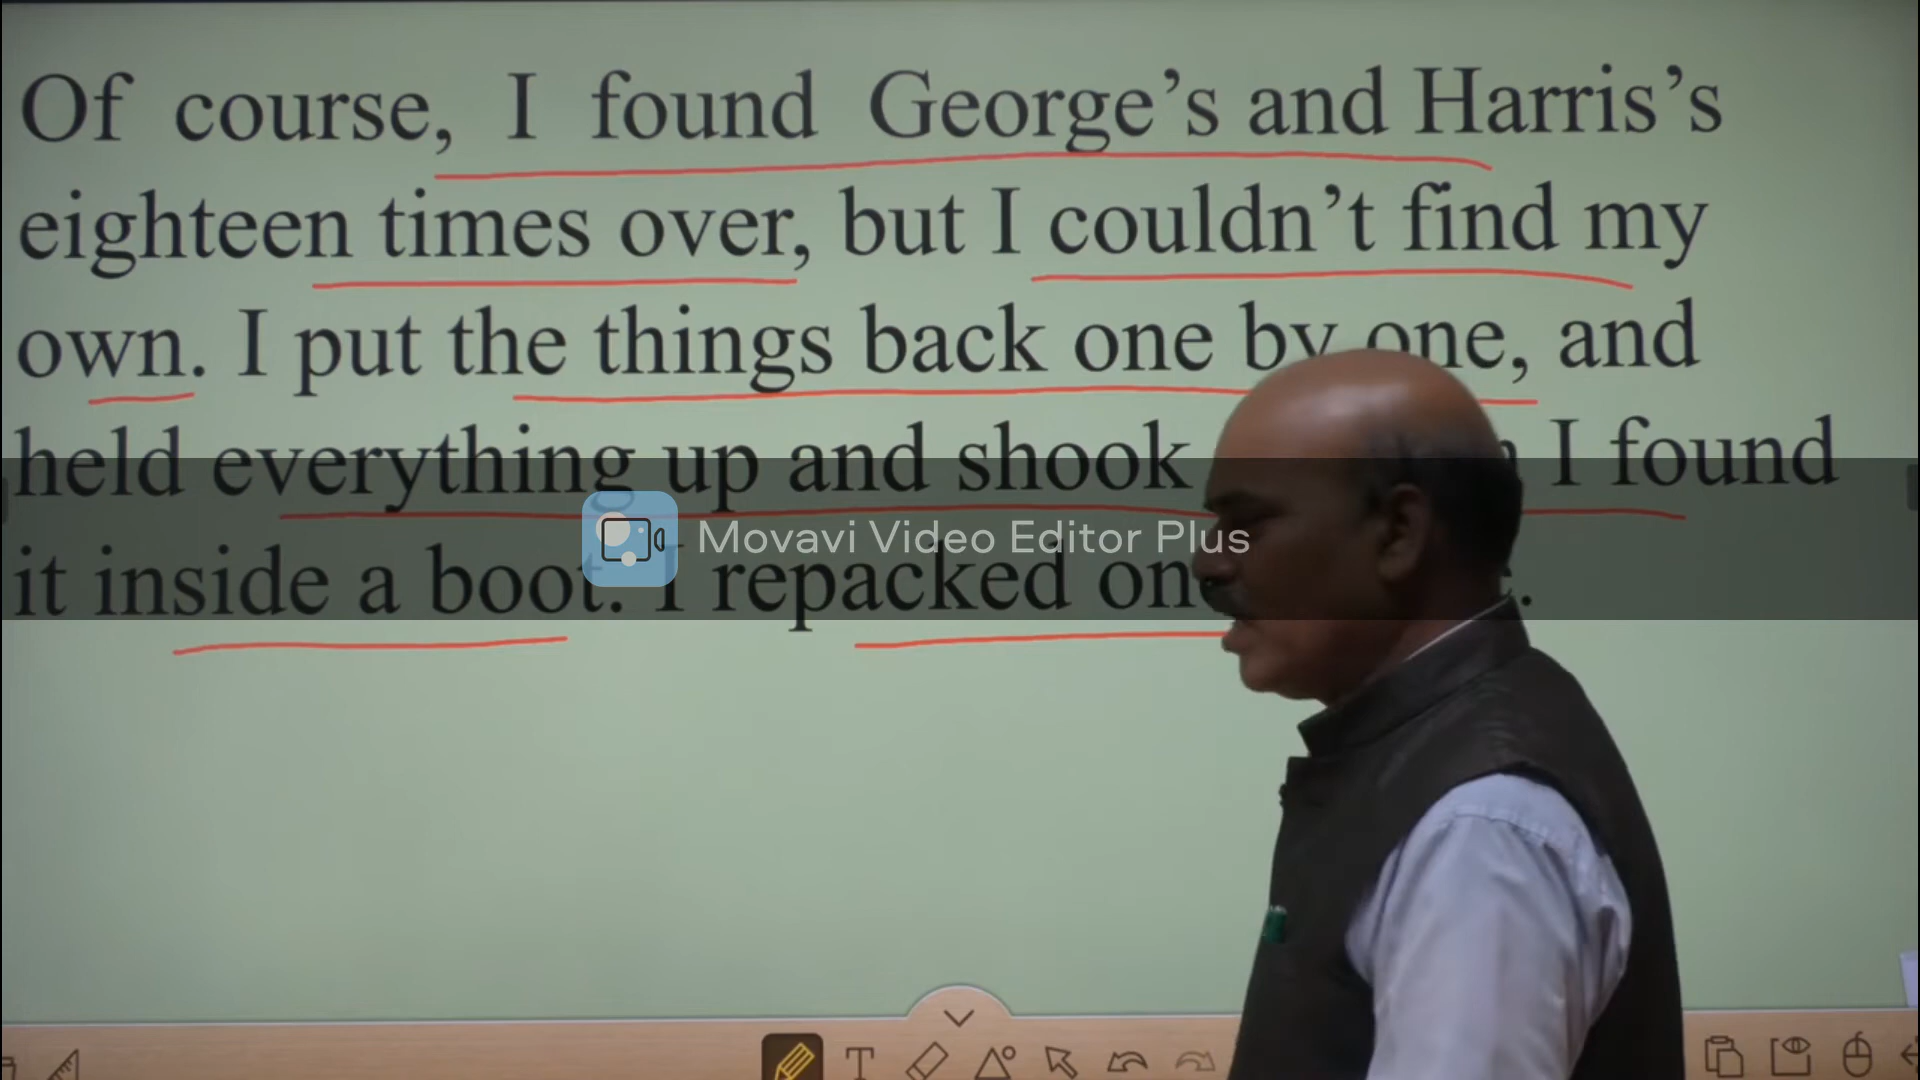 Of course, I found George’s and Harris’s
eighteen times over, but I couldn’t find my
own. I put the things back one by one, and
held everything up and shook I found
it inside a boot. I repacked
Movavi Video Editor Plus
T